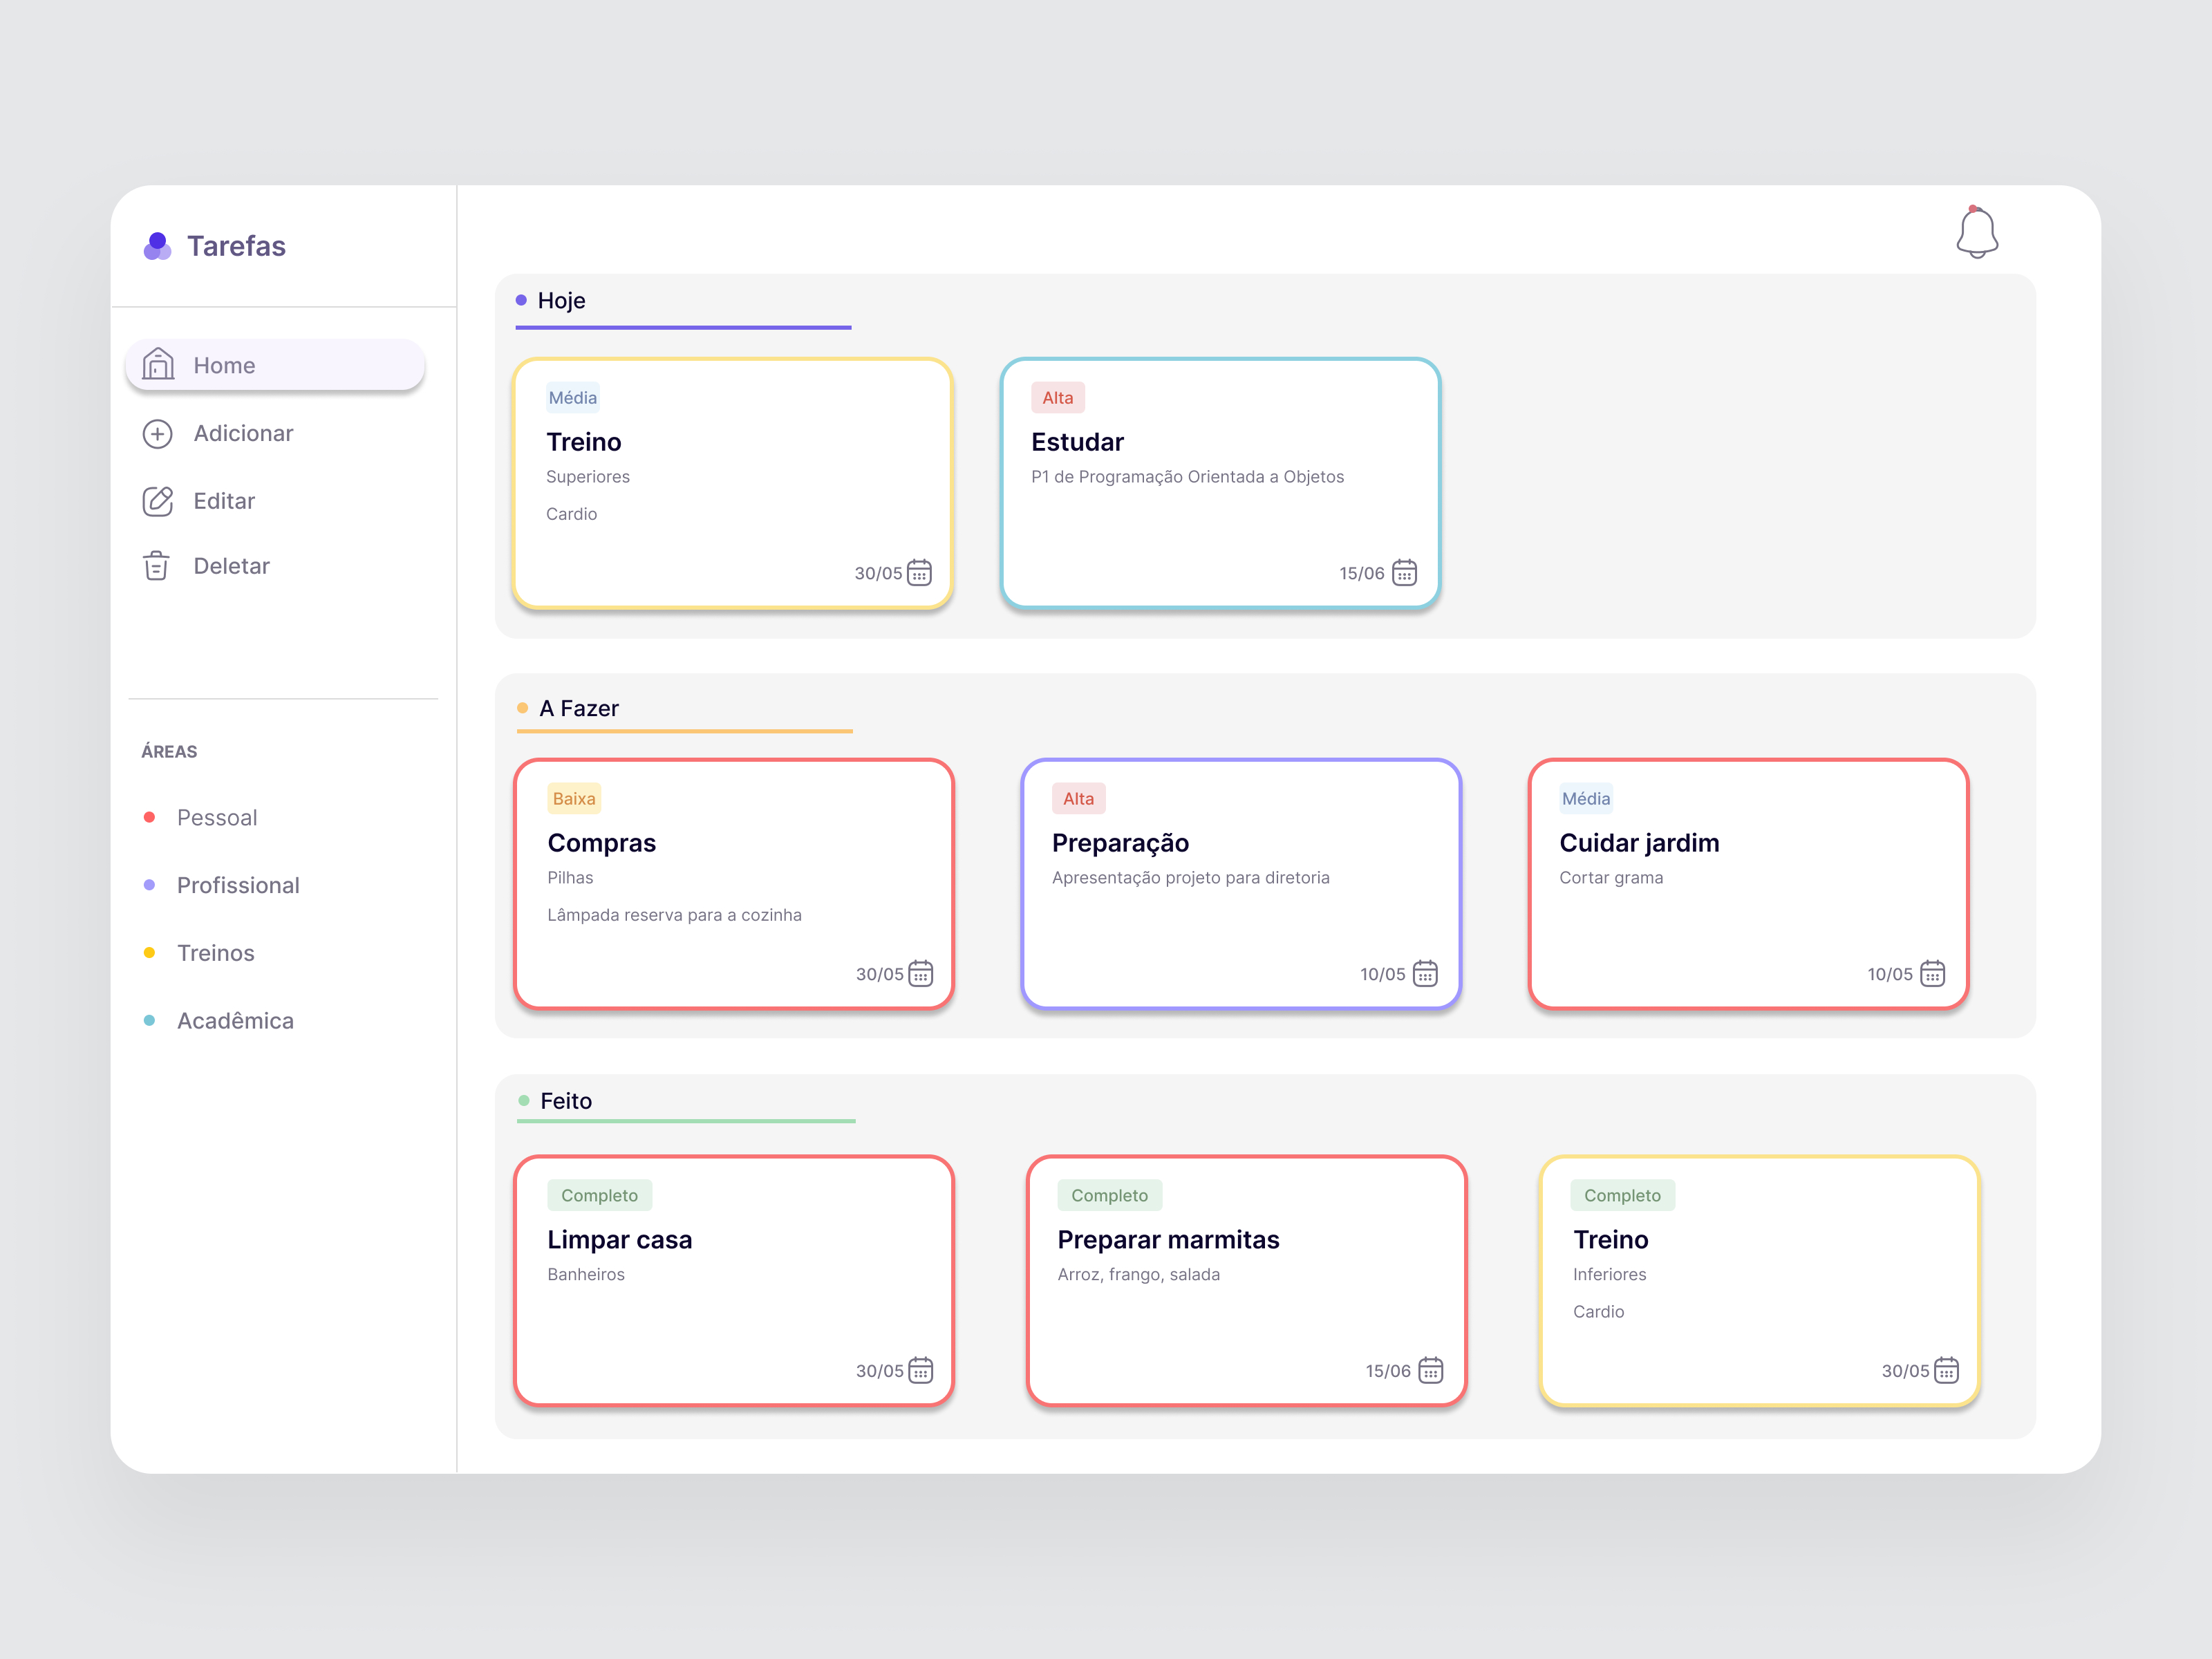 Tarefas
Home
Adicionar
Editar
Deletar
ÁREAS
Pessoal
Profissional
Treinos
Acadêmica
Hoje
Média
Treino
Superiores
Cardio
30/05
Alta
Estudar
P1 de Programação Orientada a Objetos
15/06
A Fazer
Baixa
Compras
Pilhas
Lâmpada reserva para a cozinha
30/05
Alta
Preparação
Apresentação projeto para diretoria
10/05
Média
Cuidar jardim
Cortar grama
10/05
Feito
Completo
Limpar casa
Banheiros
30/05
Completo
Preparar marmitas
Arroz, frango, salada
15/06
Completo
Treino
Inferiores
Cardio
30/05